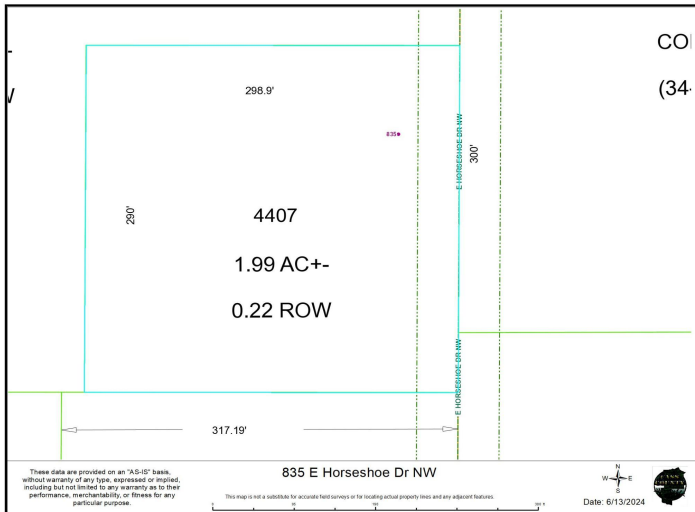 CO
(34-
298.9'
835
E HORSESHOE DR NW
300'
290'
4407
1.99 AC+-
0.22 ROW
E HORSESHOE DR NW
317.19'
These data are provided on an "AS-IS" basis,
without warranty of any type, expressed or implied,
including but not limited to any warranty as to their
performance, merchantability, or fitness for any
particular purpose.
835 E Horseshoe Dr NW
This map is not a substitute for accurate field surveys or for locating actual property lines and any adjacent features.
N
W E
S
CASS
COUNTY
Date: 6/13/2024